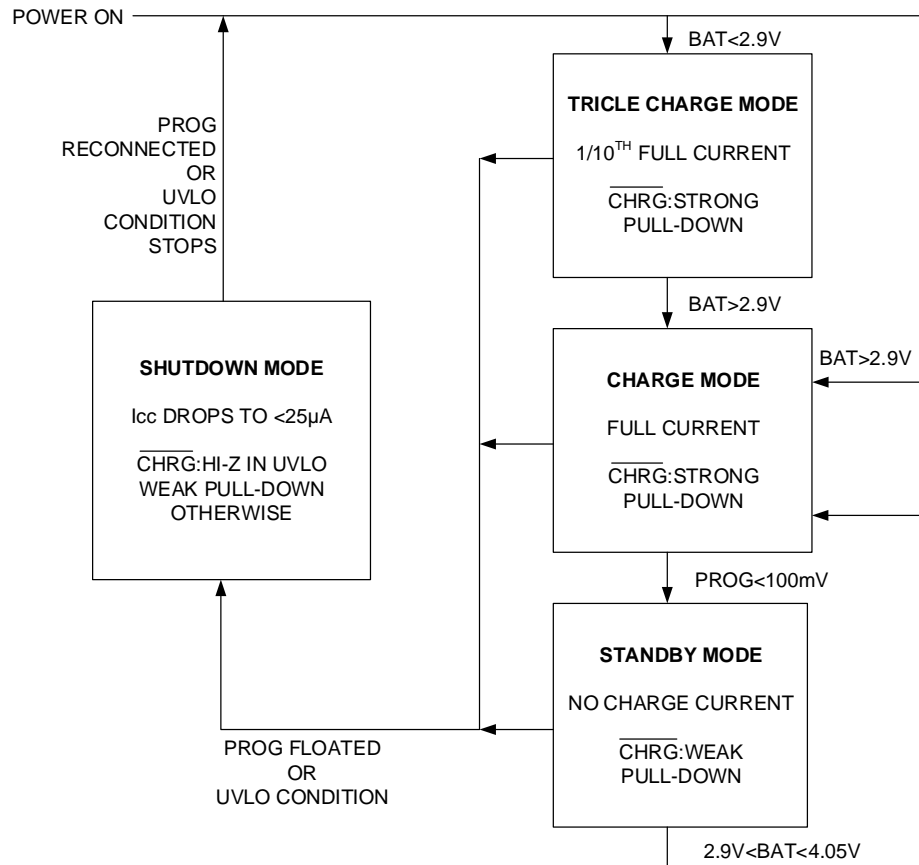 POWER ON
BAT<2.9V
TRICLE CHARGE MODE
1/10TH FULL CURRENT
CHRG:STRONG
PULL-DOWN
PROG
RECONNECTED
OR
UVLO
CONDITION
STOPS
BAT>2.9V
SHUTDOWN MODE
Icc DROPS TO <25µA
CHRG:HI-Z IN UVLO
WEAK PULL-DOWN
OTHERWISE
BAT>2.9V
CHARGE MODE
FULL CURRENT
CHRG:STRONG
PULL-DOWN
PROG<100mV
STANDBY MODE
NO CHARGE CURRENT
CHRG:WEAK
PULL-DOWN
PROG FLOATED
OR
UVLO CONDITION
2.9V<BAT<4.05V